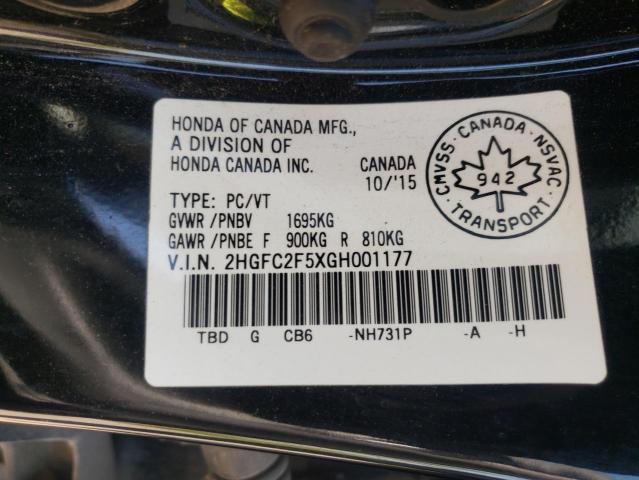 HONDA OF CANADA MFG.,
A DIVISION OF
HONDA CANADA INC. CANADA
10/'15
TYPE: PC/VT
GVWR /PNBV 1695KG
GAWR /PNBE F 900KG R 810KG
V.I.N. 2HGFC2F5XGH001177
TBD G CB6 -NH731P -A -H
CMVSS · CANADA · NSVAC
942
· TRANSPORT ·